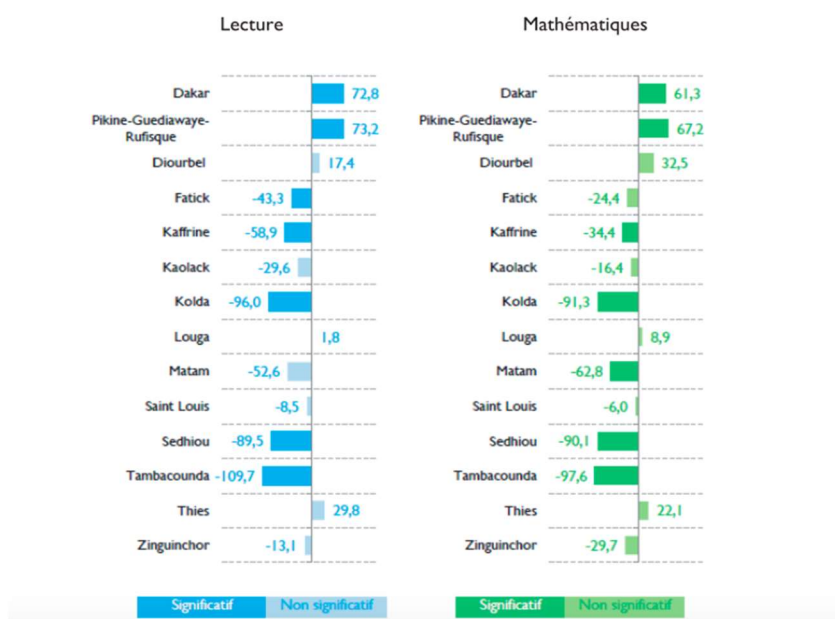 Lecture
Dakar 72,8
Pikine-Guediawaye-
Rufisque 73,2
Diourbel 17,4
Fatick -43,3
Kaffrine -58,9
Kaolack -29,6
Kolda -96,0
Louga 1,8
Matam -52,6
Saint Louis -8,5
Sedhiou -89,5
Tambacounda -109,7
Thies 29,8
Zinguinchor -13,1
Significatif Non significatif
Mathématiques
Dakar 61,3
Pikine-Guediawaye-
Rufisque 67,2
Diourbel 32,5
Fatick -24,4
Kaffrine -34,4
Kaolack -16,4
Kolda -91,3
Louga 8,9
Matam -62,8
Saint Louis -6,0
Sedhiou -90,1
Tambacounda -97,6
Thies 22,1
Zinguinchor -29,7
Significatif Non significatif